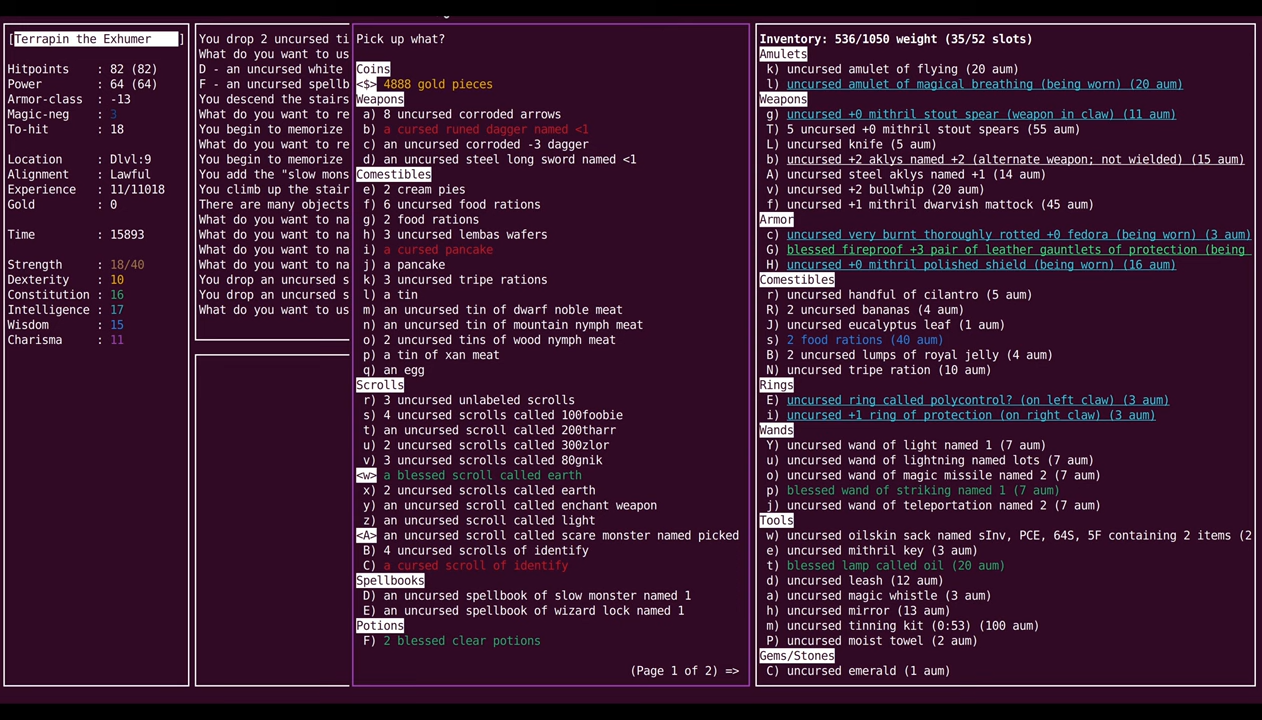 [Terrapin the Exhumer ]
Hitpoints : 82 (82)
Power : 64 (64)
Armor-class : -13
Magic-neg : 3
To-hit : 18
Location : Dlvl:9
Alignment : Lawful
Experience : 11/11018
Gold : 0
Time : 15893
Strength : 18/40
Dexterity : 10
Constitution : 16
Intelligence : 17
Wisdom : 15
Charisma : 11
You drop 2 uncursed ti
What do you want to us
D - an uncursed white
F - an uncursed spellb
You descend the stairs
What do you want to re
You begin to memorize
What do you want to re
You begin to memorize
You add the "slow mons
You climb up the stair
There are many objects
What do you want to na
What do you want to na
What do you want to na
What do you want to na
You drop an uncursed s
You drop an uncursed s
What do you want to us
Pick up what?
Coins
<$> 4888 gold pieces
Weapons
a) 8 uncursed corroded arrows
b) a cursed runed dagger named <1
c) an uncursed corroded -3 dagger
d) an uncursed steel long sword named <1
Comestibles
e) 2 cream pies
f) 6 uncursed food rations
g) 2 food rations
h) 3 uncursed lembas wafers
i) a cursed pancake
j) a pancake
k) 3 uncursed tripe rations
l) a tin
m) an uncursed tin of dwarf noble meat
n) an uncursed tin of mountain nymph meat
o) 2 uncursed tins of wood nymph meat
p) a tin of xan meat
q) an egg
Scrolls
r) 3 uncursed unlabeled scrolls
s) 4 uncursed scrolls called 100foobie
t) an uncursed scroll called 200tharr
u) 2 uncursed scrolls called 300zlor
v) 3 uncursed scrolls called 80gnik
<w> a blessed scroll called earth
x) 2 uncursed scrolls called earth
y) an uncursed scroll called enchant weapon
z) an uncursed scroll called light
<A> an uncursed scroll called scare monster named picked
B) 4 uncursed scrolls of identify
C) a cursed scroll of identify
Spellbooks
D) an uncursed spellbook of slow monster named 1
E) an uncursed spellbook of wizard lock named 1
Potions
F) 2 blessed clear potions
(Page 1 of 2) =>
Inventory: 536/1050 weight (35/52 slots)
Amulets
k) uncursed amulet of flying (20 aum)
l) uncursed amulet of magical breathing (being worn) (20 aum)
Weapons
g) uncursed +0 mithril stout spear (weapon in claw) (11 aum)
T) 5 uncursed +0 mithril stout spears (55 aum)
L) uncursed knife (5 aum)
b) uncursed +2 aklys named +2 (alternate weapon; not wielded) (15 aum)
A) uncursed steel aklys named +1 (14 aum)
v) uncursed +2 bullwhip (20 aum)
f) uncursed +1 mithril dwarvish mattock (45 aum)
Armor
c) uncursed very burnt thoroughly rotted +0 fedora (being worn) (3 aum)
G) blessed fireproof +3 pair of leather gauntlets of protection (being
H) uncursed +0 mithril polished shield (being worn) (16 aum)
Comestibles
r) uncursed handful of cilantro (5 aum)
R) 2 uncursed bananas (4 aum)
J) uncursed eucalyptus leaf (1 aum)
s) 2 food rations (40 aum)
B) 2 uncursed lumps of royal jelly (4 aum)
N) uncursed tripe ration (10 aum)
Rings
E) uncursed ring called polycontrol? (on left claw) (3 aum)
i) uncursed +1 ring of protection (on right claw) (3 aum)
Wands
Y) uncursed wand of light named 1 (7 aum)
u) uncursed wand of lightning named lots (7 aum)
o) uncursed wand of magic missile named 2 (7 aum)
p) blessed wand of striking named 1 (7 aum)
j) uncursed wand of teleportation named 2 (7 aum)
Tools
w) uncursed oilskin sack named sInv, PCE, 64S, 5F containing 2 items (2
e) uncursed mithril key (3 aum)
t) blessed lamp called oil (20 aum)
d) uncursed leash (12 aum)
a) uncursed magic whistle (3 aum)
h) uncursed mirror (13 aum)
m) uncursed tinning kit (0:53) (100 aum)
P) uncursed moist towel (2 aum)
Gems/Stones
C) uncursed emerald (1 aum)